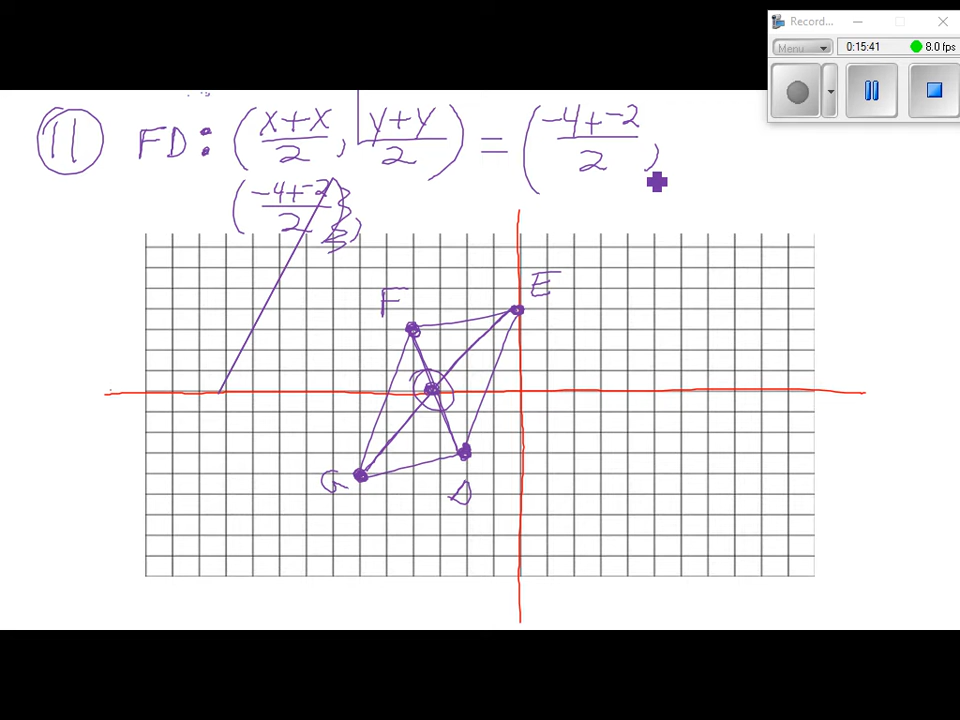 Record...
Menu
0:15:41
8.0 fps
11 FD: (x+x/2, y+y/2) = (-4+-2/2,
(-4+-2/2
E
F
G
D